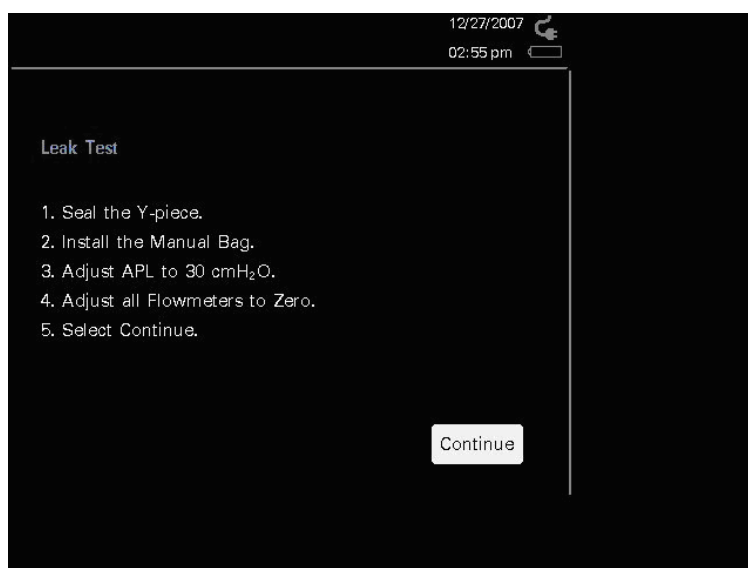 12/27/2007
02:55 pm
Leak Test
1. Seal the Y-piece.
2. Install the Manual Bag.
3. Adjust APL to 30 cmH₂O.
4. Adjust all Flowmeters to Zero.
5. Select Continue.
Continue